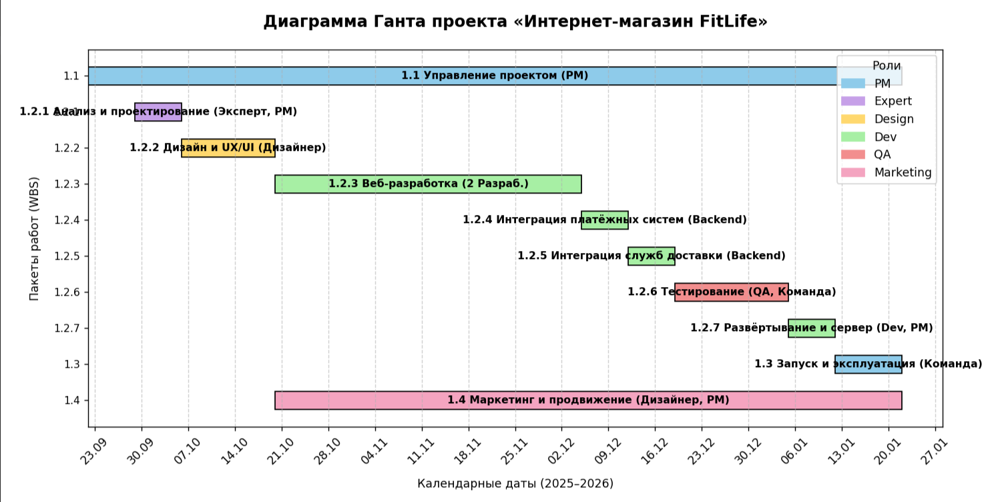 Диаграмма Ганта проекта «Интернет-магазин FitLife»
1.1
1.1 Управление проектом (PM)
Роли
PM
Expert
Design
Dev
QA
Marketing
1.2.1
1.2.1 Анализ и проектирование (Эксперт, PM)
1.2.2
1.2.2 Дизайн и UX/UI (Дизайнер)
1.2.3
1.2.3 Веб-разработка (2 Разраб.)
1.2.4
1.2.4 Интеграция платёжных систем (Backend)
1.2.5
1.2.5 Интеграция служб доставки (Backend)
1.2.6
1.2.6 Тестирование (QA, Команда)
1.2.7
1.2.7 Развёртывание и сервер (Dev, PM)
1.3
1.3 Запуск и эксплуатация (Команда)
1.4
1.4 Маркетинг и продвижение (Дизайнер, PM)
Пакеты работ (WBS)
23.09
30.09
07.10
14.10
21.10
28.10
04.11
11.11
18.11
25.11
02.12
09.12
16.12
23.12
30.12
06.01
13.01
20.01
27.01
Календарные даты (2025–2026)